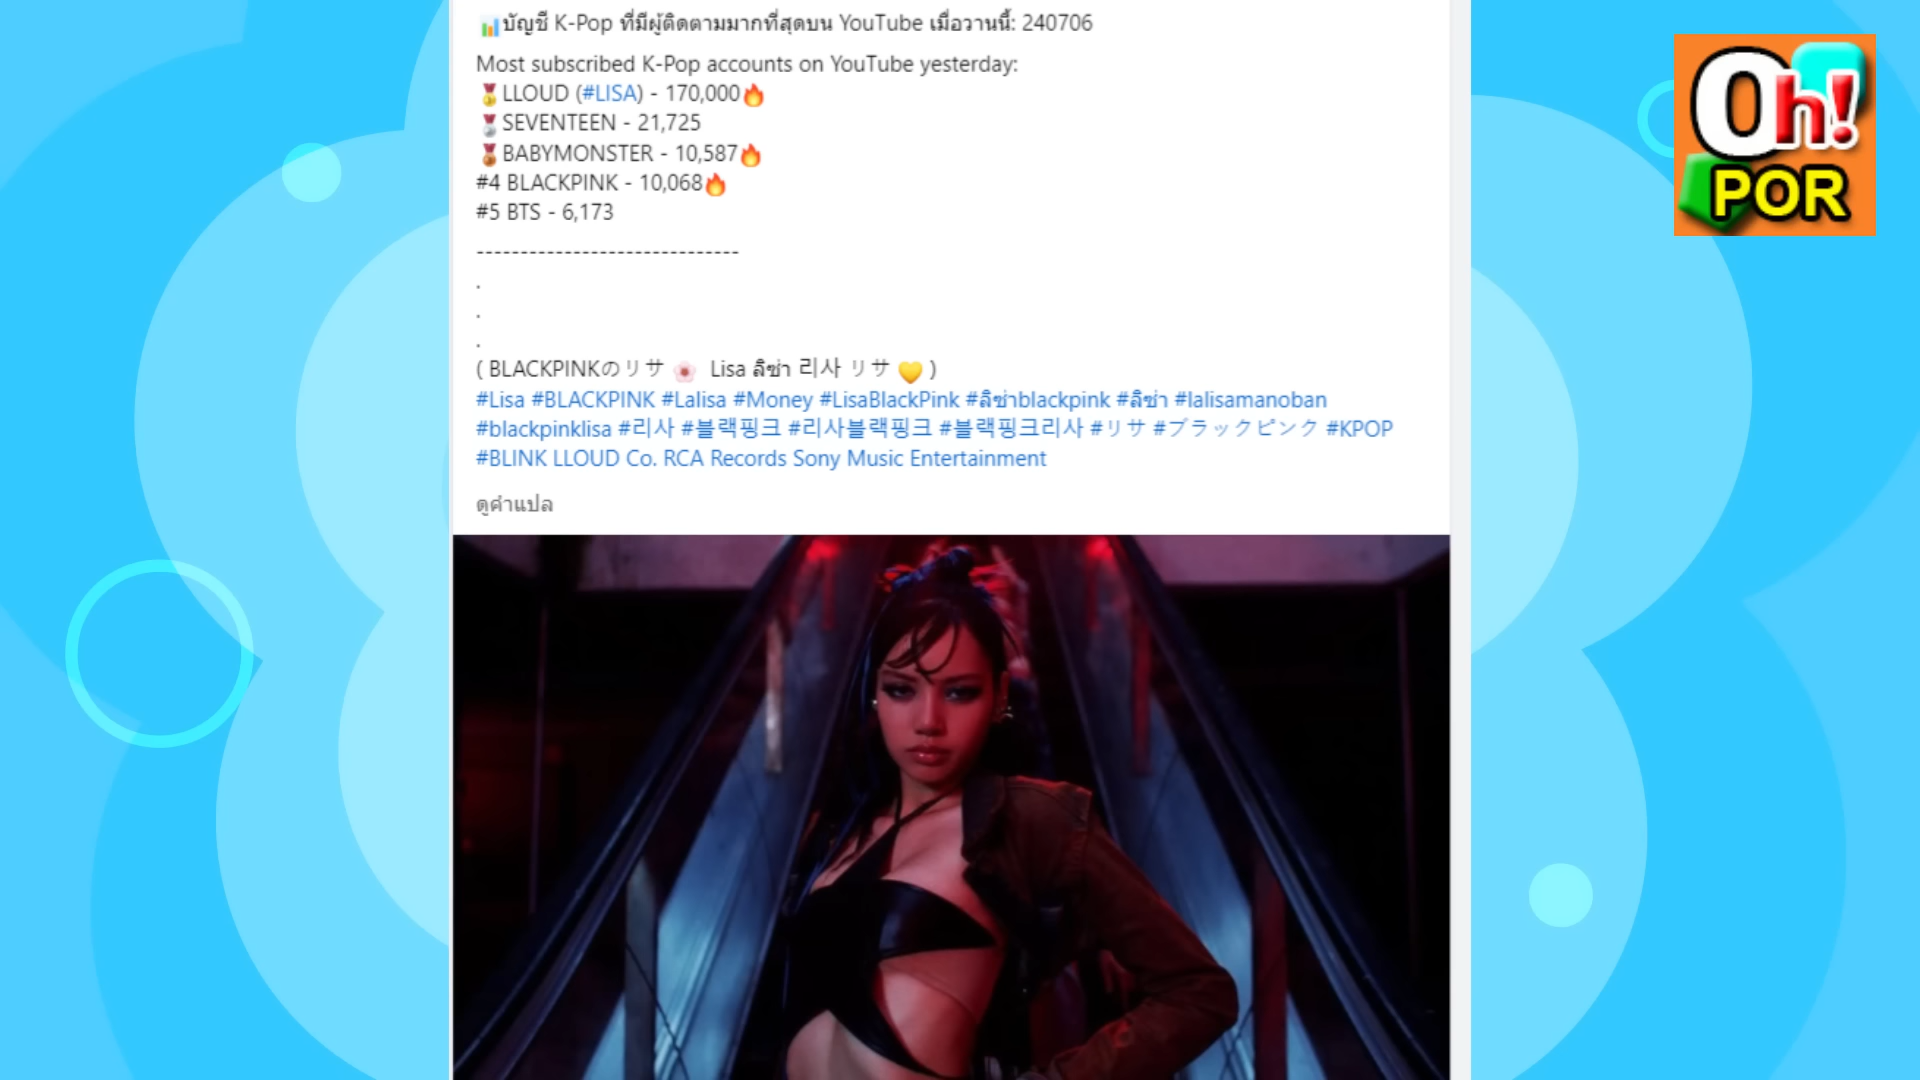 📊บัญชี K-Pop ที่มีผู้ติดตามมากที่สุดบน YouTube เมื่อวานนี้: 240706
Most subscribed K-Pop accounts on YouTube yesterday:
🥇LLOUD (#LISA) - 170,000🔥
🥈SEVENTEEN - 21,725
🥉BABYMONSTER - 10,587🔥
#4 BLACKPINK - 10,068🔥
#5 BTS - 6,173
------------------------------
.
.
.
( BLACKPINKのリサ 🌸 Lisa ลิซ่า 리사 リサ 💛 )
#Lisa #BLACKPINK #Lalisa #Money #LisaBlackPink #ลิซ่าblackpink #ลิซ่า #lalisamanoban
#blackpinklisa #리사 #블랙핑크 #리사블랙핑크 #블랙핑크리사 #リサ #ブラックピンク #KPOP
#BLINK LLOUD Co. RCA Records Sony Music Entertainment
ดูคำแปล
Oh!
POR